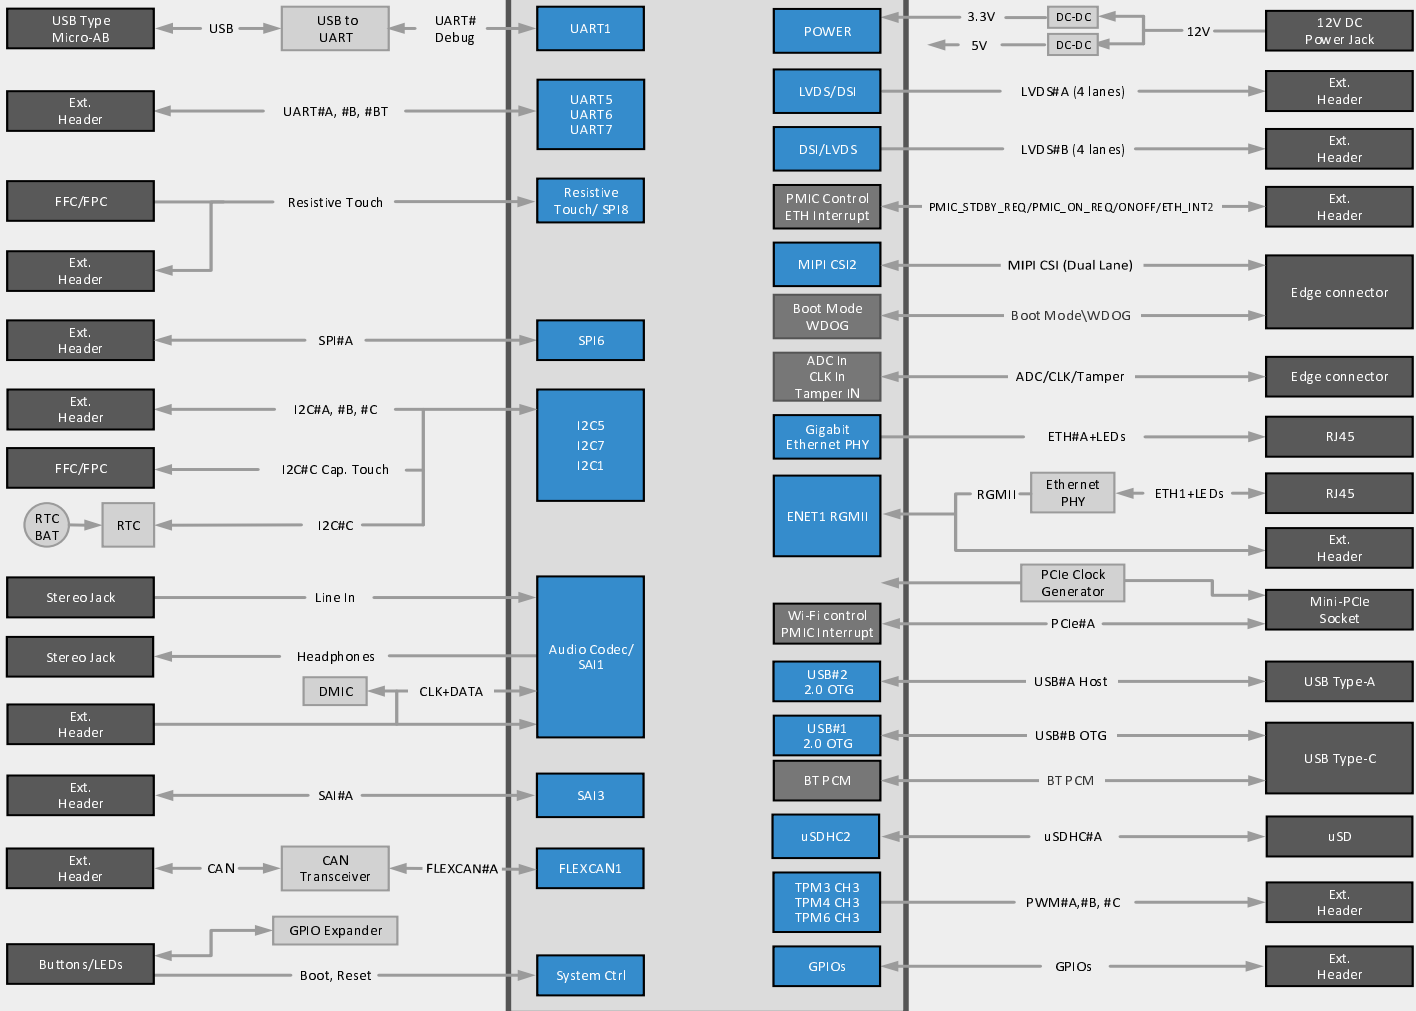 USB Type
Micro-AB
USB
USB to
UART
UART#
Debug
UART1
Ext.
Header
UART#A, #B, #BT
UART5
UART6
UART7
FFC/FPC
Resistive Touch
Resistive
Touch/ SPI8
Ext.
Header
Ext.
Header
SPI#A
SPI6
Ext.
Header
I2C#A, #B, #C
I2C5
I2C7
I2C1
FFC/FPC
I2C#C Cap. Touch
RTC
BAT
RTC
I2C#C
Stereo Jack
Line In
Audio Codec/
SAI1
Stereo Jack
Headphones
DMIC
CLK+DATA
Ext.
Header
Ext.
Header
SAI#A
SAI3
Ext.
Header
CAN
CAN
Transceiver
FLEXCAN#A
FLEXCAN1
GPIO Expander
Buttons/LEDs
Boot, Reset
System Ctrl
POWER
3.3V
DC-DC
5V
DC-DC
12V
12V DC
Power Jack
LVDS/DSI
LVDS#A (4 lanes)
Ext.
Header
DSI/LVDS
LVDS#B (4 lanes)
Ext.
Header
PMIC Control
ETH Interrupt
PMIC_STDBY_REQ/PMIC_ON_REQ/ONOFF/ETH_INT2
Ext.
Header
MIPI CSI2
MIPI CSI (Dual Lane)
Edge connector
Boot Mode
WDOG
Boot Mode\WDOG
ADC In
CLK In
Tamper IN
ADC/CLK/Tamper
Edge connector
Gigabit
Ethernet PHY
ETH#A+LEDs
RJ45
ENET1 RGMII
RGMII
Ethernet
PHY
ETH1+LEDs
RJ45
Ext.
Header
PCIe Clock
Generator
Mini-PCIe
Socket
Wi-Fi control
PMIC Interrupt
PCIe#A
USB#2
2.0 OTG
USB#A Host
USB Type-A
USB#1
2.0 OTG
USB#B OTG
USB Type-C
BT PCM
BT PCM
uSDHC2
uSDHC#A
uSD
TPM3 CH3
TPM4 CH3
TPM6 CH3
PWM#A,#B, #C
Ext.
Header
GPIOs
GPIOs
Ext.
Header